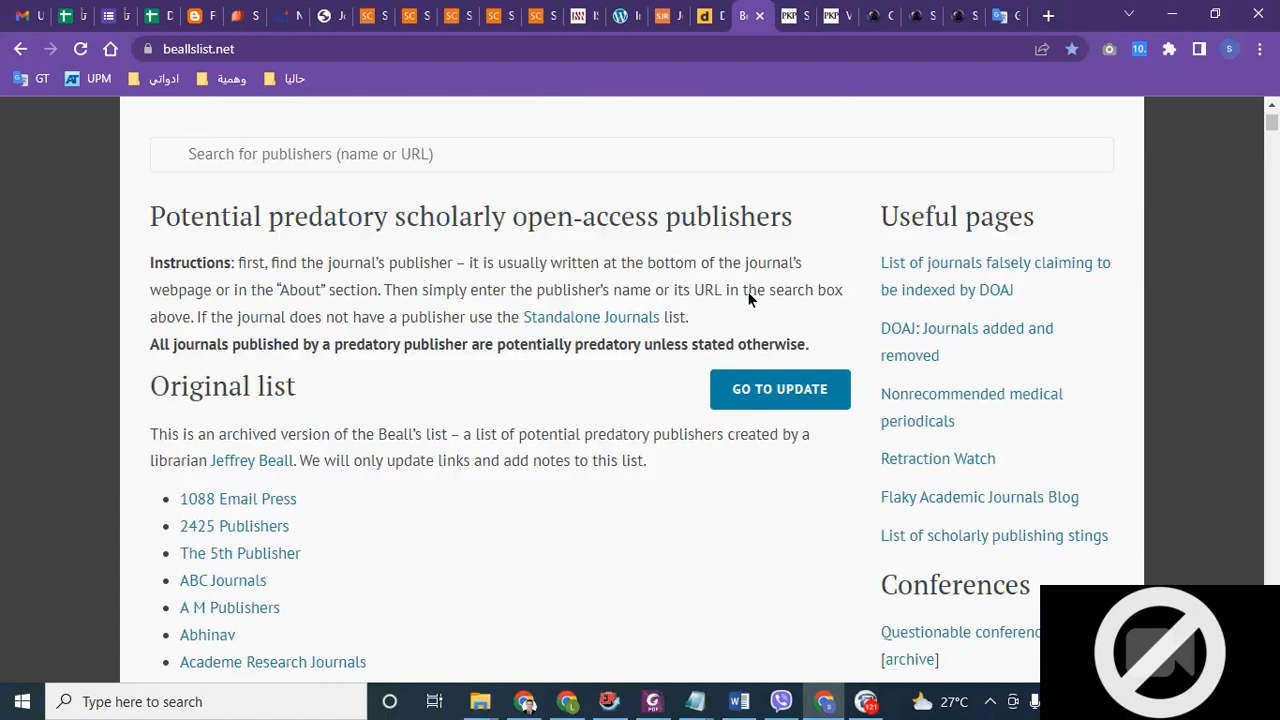 beallslist.net
GT
UPM
ادواتي
وهمية
حاليا
Search for publishers (name or URL)
Potential predatory scholarly open-access publishers
Instructions: first, find the journal's publisher – it is usually written at the bottom of the journal's
webpage or in the “About” section. Then simply enter the publisher's name or its URL in the search box
above. If the journal does not have a publisher use the Standalone Journals list.
All journals published by a predatory publisher are potentially predatory unless stated otherwise.
Original list
GO TO UPDATE
This is an archived version of the Beall's list – a list of potential predatory publishers created by a
librarian Jeffrey Beall. We will only update links and add notes to this list.
1088 Email Press
2425 Publishers
The 5th Publisher
ABC Journals
A M Publishers
Abhinav
Academe Research Journals
Useful pages
List of journals falsely claiming to
be indexed by DOAJ
DOAJ: Journals added and
removed
Nonrecommended medical
periodicals
Retraction Watch
Flaky Academic Journals Blog
List of scholarly publishing stings
Conferences
Questionable conferenc
[archive]
Type here to search
27°C